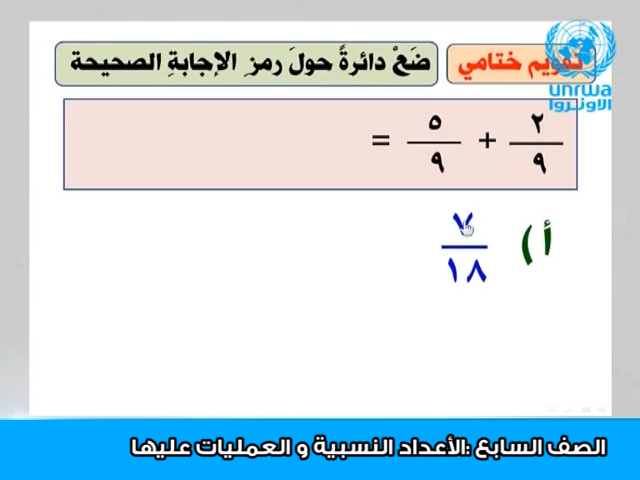 تقويم ختامي
ضَعْ دائرةً حولَ رمزِ الإجابةِ الصحيحة
unrwa
الاونروا
٢/٩ + ٥/٩ =
أ) ٧/١٨
الصف السابع :الأعداد النسبية و العمليات عليها